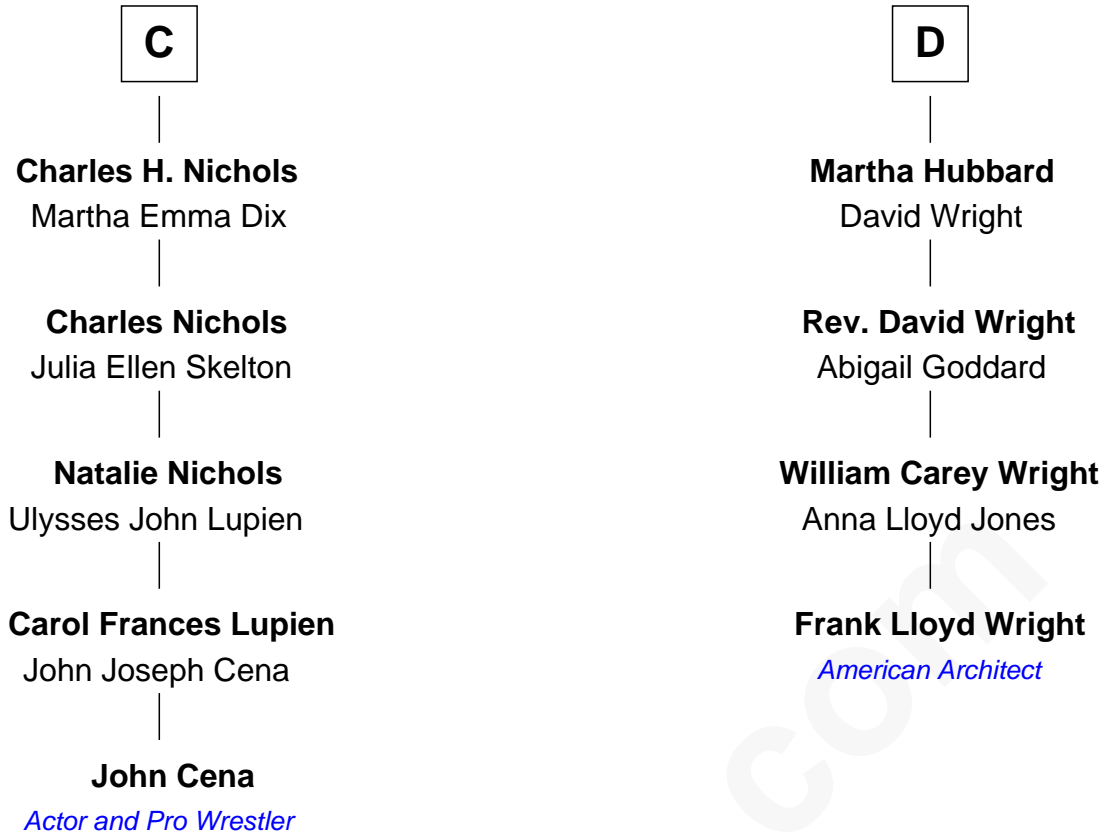 C
Charles H. Nichols
Martha Emma Dix
Charles Nichols
Julia Ellen Skelton
Natalie Nichols
Ulysses John Lupien
Carol Frances Lupien
John Joseph Cena
John Cena
Actor and Pro Wrestler
D
Martha Hubbard
David Wright
Rev. David Wright
Abigail Goddard
William Carey Wright
Anna Lloyd Jones
Frank Lloyd Wright
American Architect
com